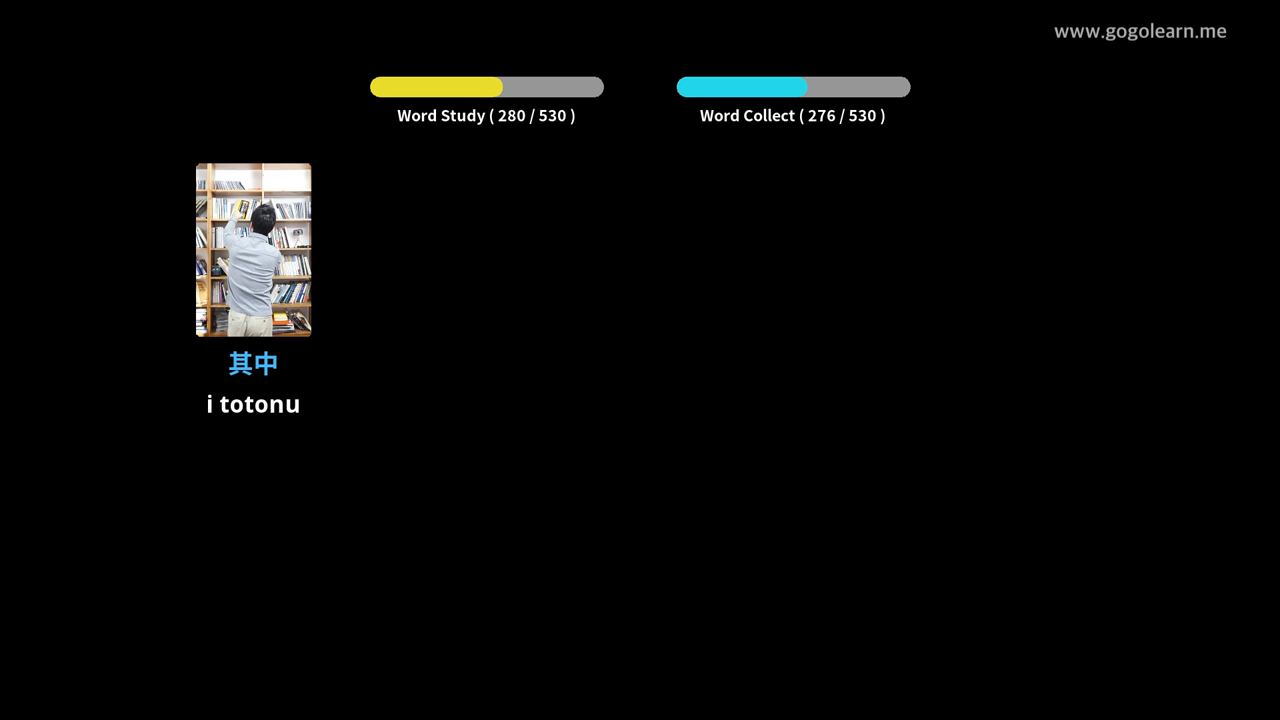 www.gogolearn.me
Word Study ( 280 / 530 )
Word Collect ( 276 / 530 )
其中
i totonu